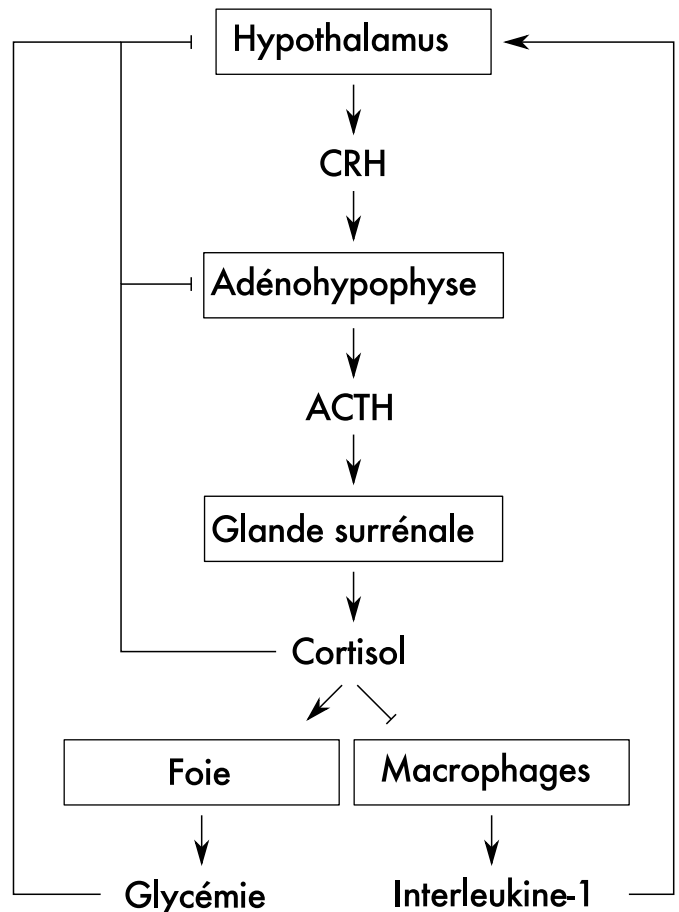 Hypothalamus
CRH
Adénohypophyse
ACTH
Glande surrénale
Cortisol
Foie
Macrophages
Glycémie
Interleukine-1